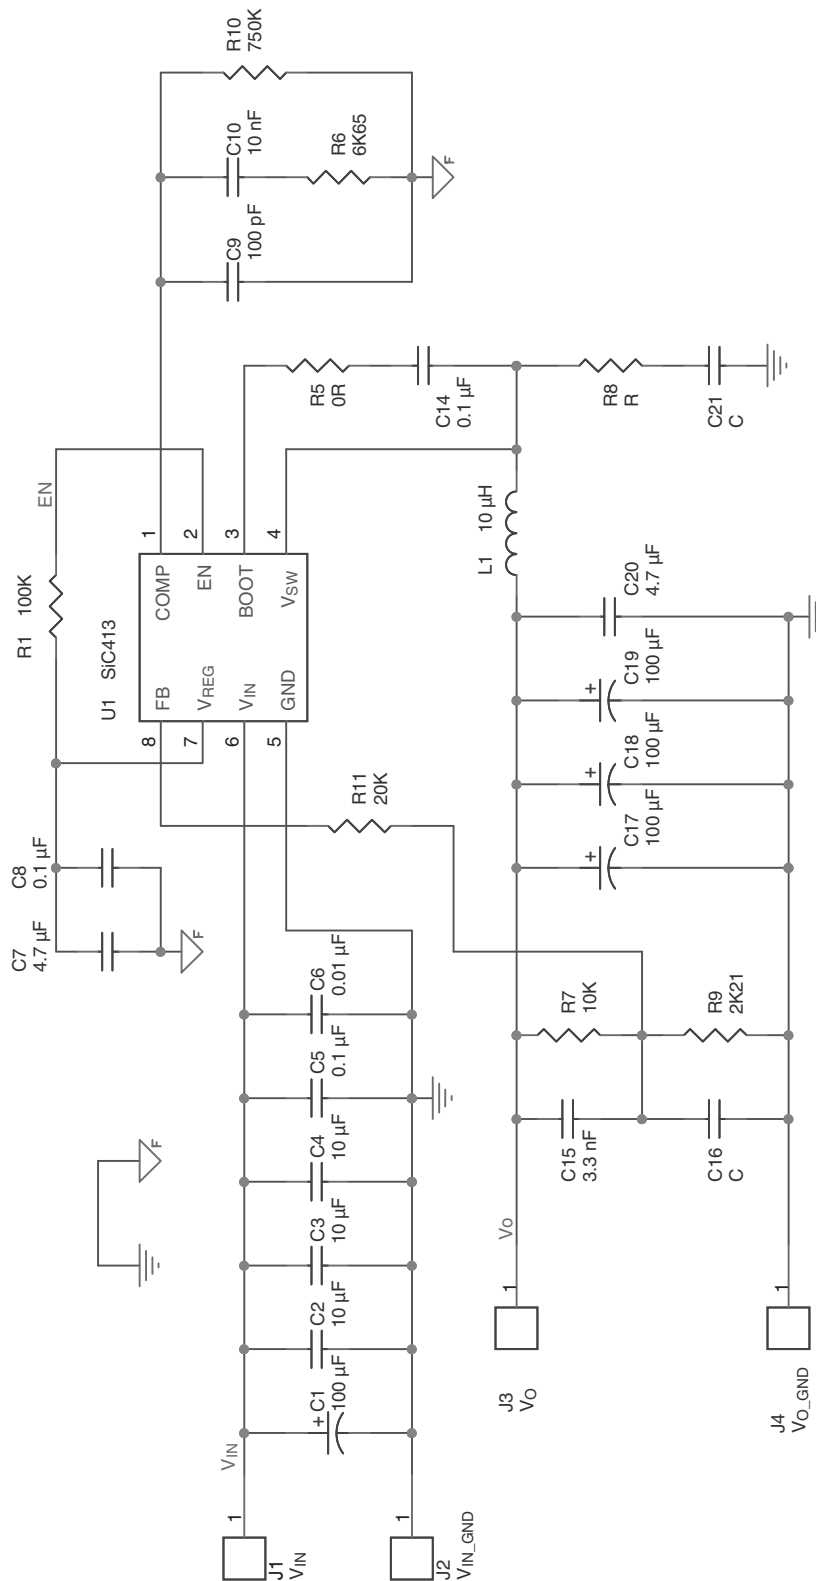 R10
750K
C10
10 nF
R6
6K65
F
C9
100 pF
R5
0R
C14
0.1 µF
R8
R
C21
C
EN
R1 100K
U1 SiC413
1
2
3
4
COMP
EN
BOOT
VSW
FB
VREG
VIN
GND
8
7
6
5
L1 10 µH
C20
4.7 µF
C19
100 µF
C18
100 µF
C17
100 µF
+
+
+
R11
20K
C8
0.1 µF
C7
4.7 µF
F
C6
0.01 µF
C5
0.1 µF
C4
10 µF
C3
10 µF
C2
10 µF
C1
100 µF
+
F
R7
10K
R9
2K21
C15
3.3 nF
C16
C
VO
1
J3
VO
1
J4
VO_GND
VIN
1
J1
VIN
1
J2
VIN_GND